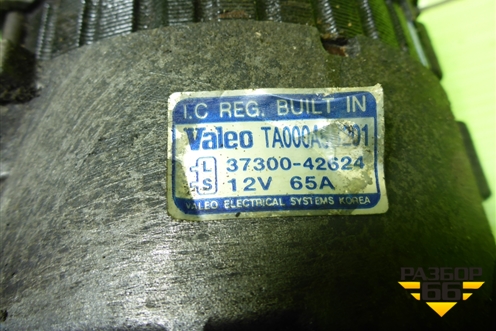 I.C REG. BUILT IN
Valeo
37300-42624
L
S
12V 65A
VALEO ELECTRICAL SYSTEMS KOREA
РАЗБОР
66